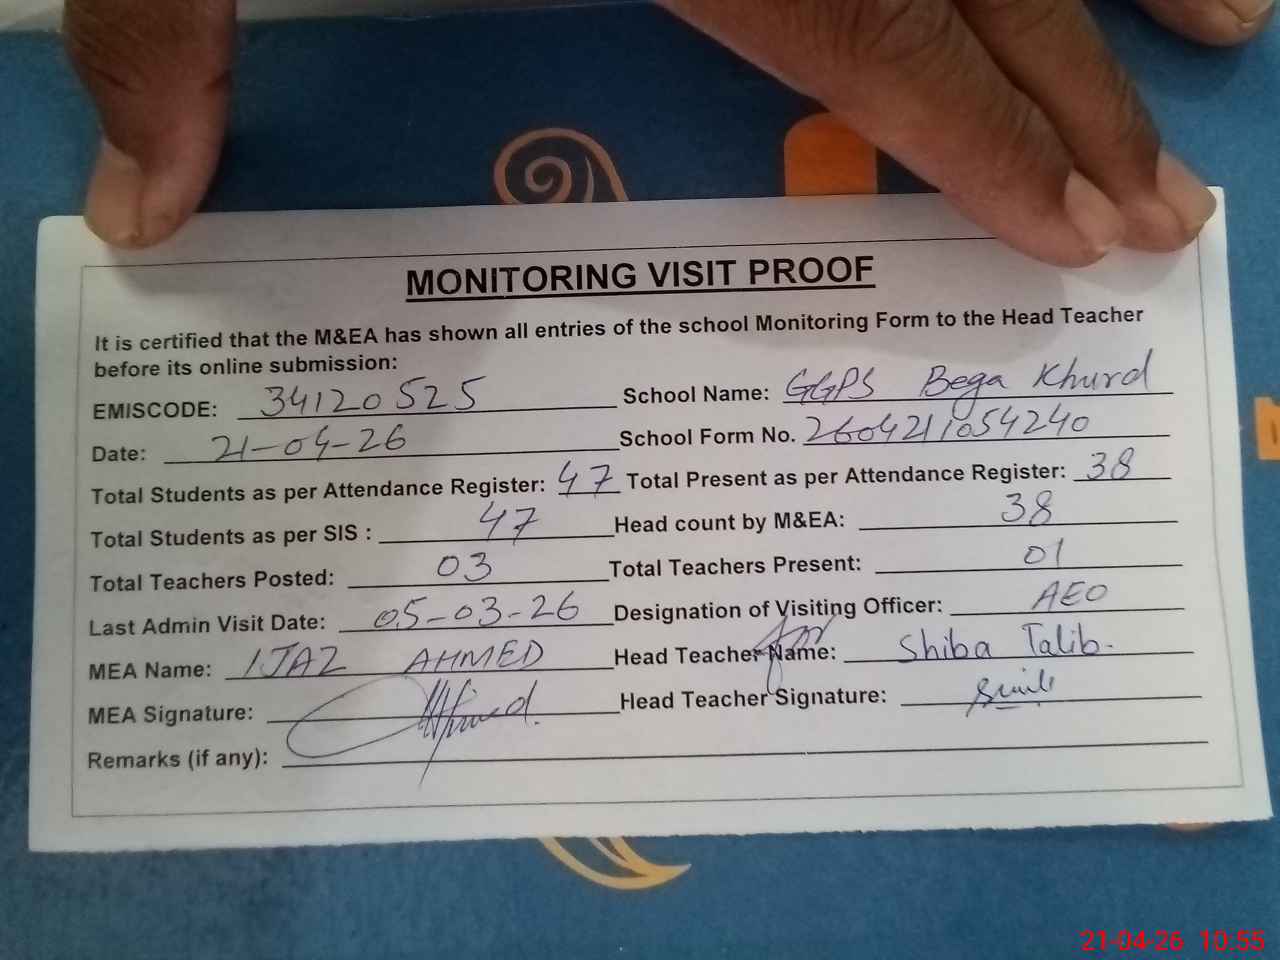 MONITORING VISIT PROOF
It is certified that the M&EA has shown all entries of the school Monitoring Form to the Head Teacher
before its online submission:
EMISCODE: 34120525 School Name: GGPS Bega Khurd
Date: 21-04-26 School Form No. 2604211054240
Total Students as per Attendance Register: 47 Total Present as per Attendance Register: 38
Total Students as per SIS : 47 Head count by M&EA: 38
Total Teachers Posted: 03 Total Teachers Present: 01
Last Admin Visit Date: 05-03-26 Designation of Visiting Officer: AEO
MEA Name: IJAZ AHMED Head Teacher Name: Shiba Talib.
MEA Signature: Head Teacher Signature:
Remarks (if any):
21-04-26 10:55